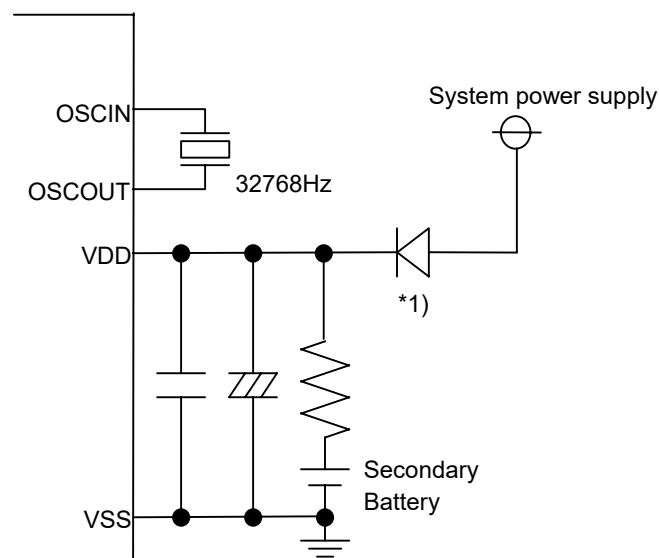 System power supply
OSCIN
OSCOUT
32768Hz
VDD
*1)
Secondary
Battery
VSS